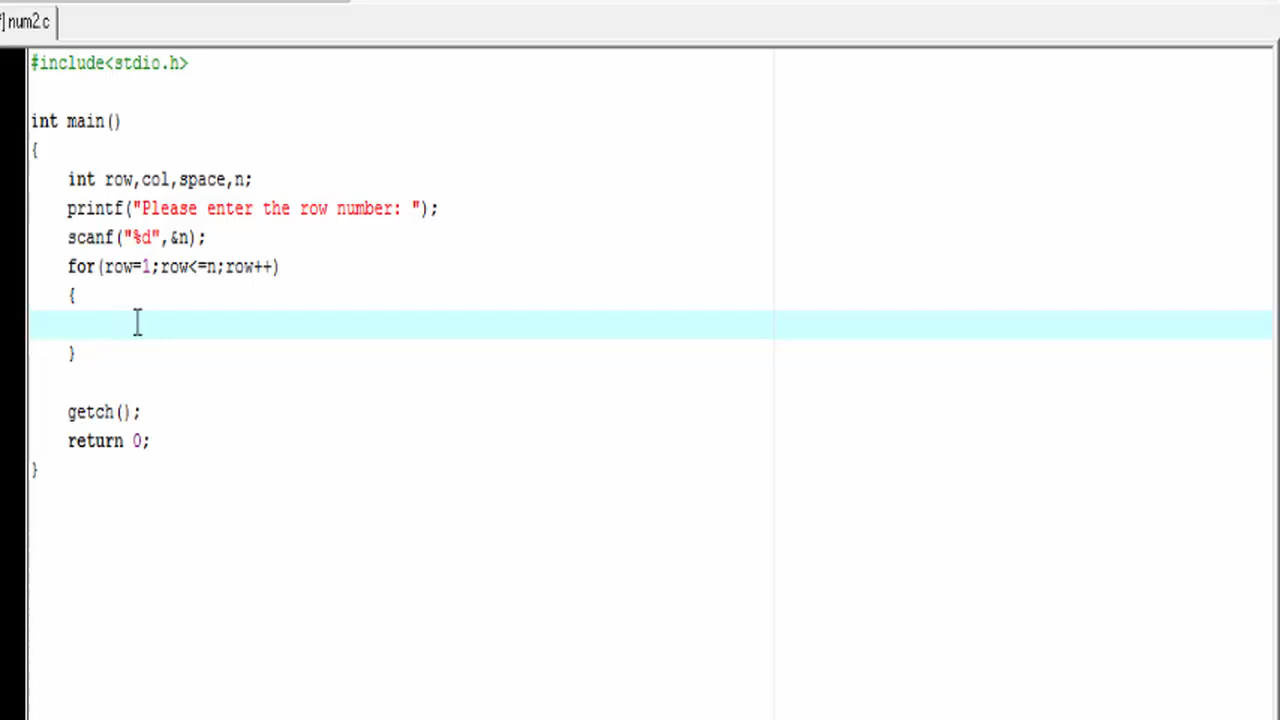 ] num2.c
#include<stdio.h>
int main()
{
int row,col,space,n;
printf("Please enter the row number: ");
scanf("%d",&n);
for(row=1;row<=n;row++)
{
}
getch();
return 0;
}